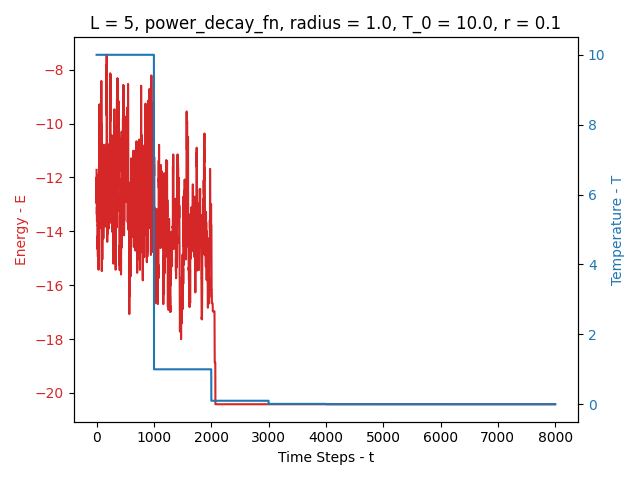 L = 5, power_decay_fn, radius = 1.0, T_0 = 10.0, r = 0.1
−8
−10
−12
−14
−16
−18
−20
Energy - E
10
8
6
4
2
0
Temperature - T
0 1000 2000 3000 4000 5000 6000 7000 8000
Time Steps - t